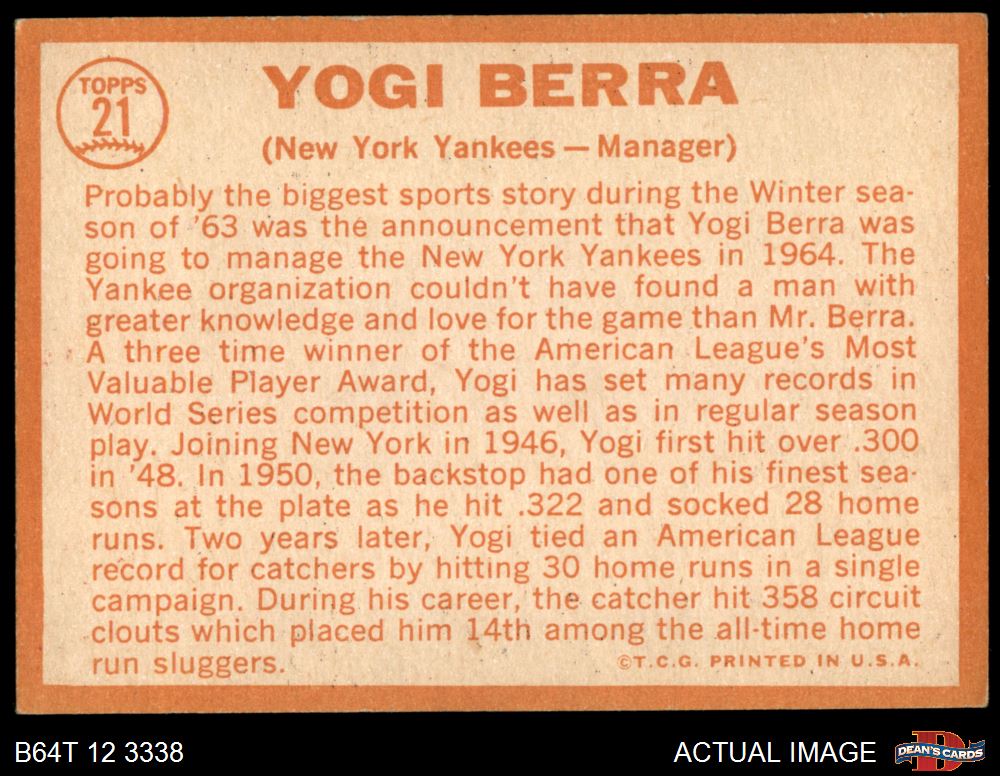 TOPPS
21
YOGI BERRA
(New York Yankees — Manager)
Probably the biggest sports story during the Winter sea-
son of '63 was the announcement that Yogi Berra was
going to manage the New York Yankees in 1964. The
Yankee organization couldn't have found a man with
greater knowledge and love for the game than Mr. Berra.
A three time winner of the American League's Most
Valuable Player Award, Yogi has set many records in
World Series competition as well as in regular season
play. Joining New York in 1946, Yogi first hit over .300
in '48. In 1950, the backstop had one of his finest sea-
sons at the plate as he hit .322 and socked 28 home
runs. Two years later, Yogi tied an American League
record for catchers by hitting 30 home runs in a single
campaign. During his career, the catcher hit 358 circuit
clouts which placed him 14th among the all-time home
run sluggers.
©T.C.G. PRINTED IN U.S.A.
B64T 12 3338
ACTUAL IMAGE
D
DEAN'S CARDS